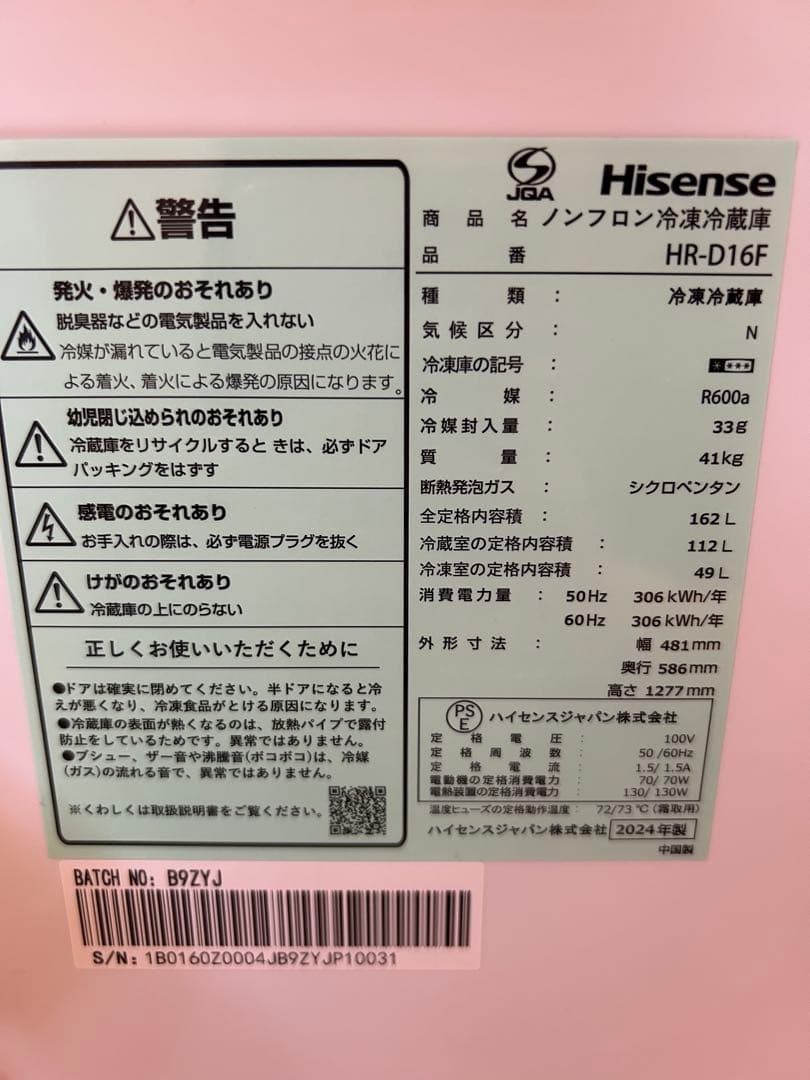 警告
発火・爆発のおそれあり
脱臭器などの電気製品を入れない
冷媒が漏れていると電気製品の接点の火花に
よる着火、着火による爆発の原因になります。
幼児閉じ込められのおそれあり
冷蔵庫をリサイクルすると きは、必ずドア
パッキングをはずす
感電のおそれあり
お手入れの際は、必ず電源プラグを抜く
けがのおそれあり
冷蔵庫の上にのらない
正しくお使いいただくために
●ドアは確実に閉めてください。半ドアになると冷
えが悪くなり、冷凍食品がとける原因になります。
●冷蔵庫の表面が熱くなるのは、放熱パイプで露付
防止をしているためです。異常ではありません。
●プシュー、ザー音や沸騰音(ポコポコ)は、冷媒
(ガス)の流れる音で、異常ではありません。
※くわしくは取扱説明書をご覧ください。
JQA Hisense
商品名 ノンフロン冷凍冷蔵庫
品番 HR-D16F
種類 : 冷凍冷蔵庫
気候区分 : N
冷凍庫の記号 : ****
冷媒 : R600a
冷媒封入量 : 33g
質量 : 41kg
断熱発泡ガス : シクロペンタン
全定格内容積 : 162L
冷蔵室の定格内容積 : 112L
冷凍室の定格内容積 : 49L
消費電力量 : 50Hz 306kWh/年
60Hz 306kWh/年
外形寸法 : 幅 481mm
奥行 586mm
高さ 1277mm
PSE ハイセンスジャパン株式会社
定格電圧 : 100V
定格周波数 : 50/60Hz
定格電流 : 1.5/1.5A
電動機の定格消費電力 : 70/70W
電熱装置の定格消費電力 : 130/130W
温度ヒューズの定格動作温度 : 72/73℃(霜取用)
ハイセンスジャパン株式会社 2024年製
中国製
BATCH NO: B9ZYJ
S/N: 1B0160Z0004JB9ZYJP10031